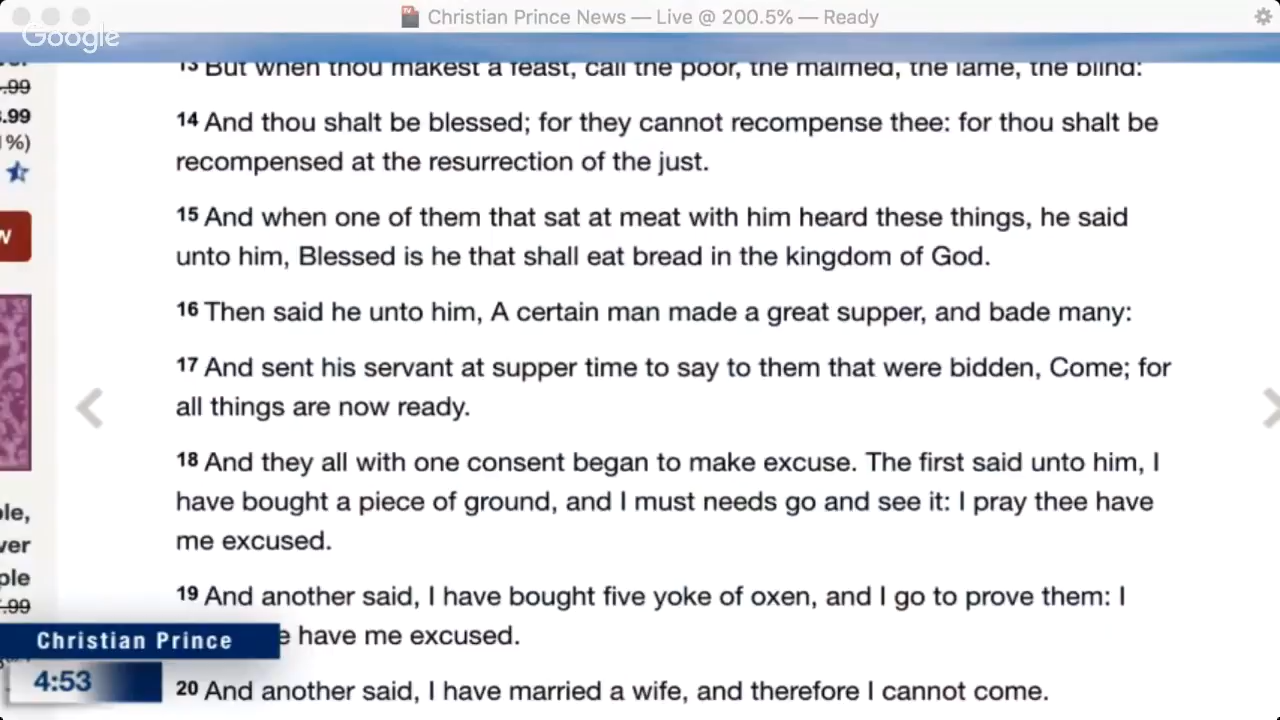 Christian Prince News — Live @ 200.5% — Ready
Google
.99
.99
1%)
W
13 But when thou makest a feast, call the poor, the maimed, the lame, the blind:
14 And thou shalt be blessed; for they cannot recompense thee: for thou shalt be
recompensed at the resurrection of the just.
15 And when one of them that sat at meat with him heard these things, he said
unto him, Blessed is he that shall eat bread in the kingdom of God.
16 Then said he unto him, A certain man made a great supper, and bade many:
17 And sent his servant at supper time to say to them that were bidden, Come; for
all things are now ready.
18 And they all with one consent began to make excuse. The first said unto him, I
have bought a piece of ground, and I must needs go and see it: I pray thee have
me excused.
19 And another said, I have bought five yoke of oxen, and I go to prove them: I
e have me excused.
20 And another said, I have married a wife, and therefore I cannot come.
ple,
ver
ple
.99
Christian Prince
4:53